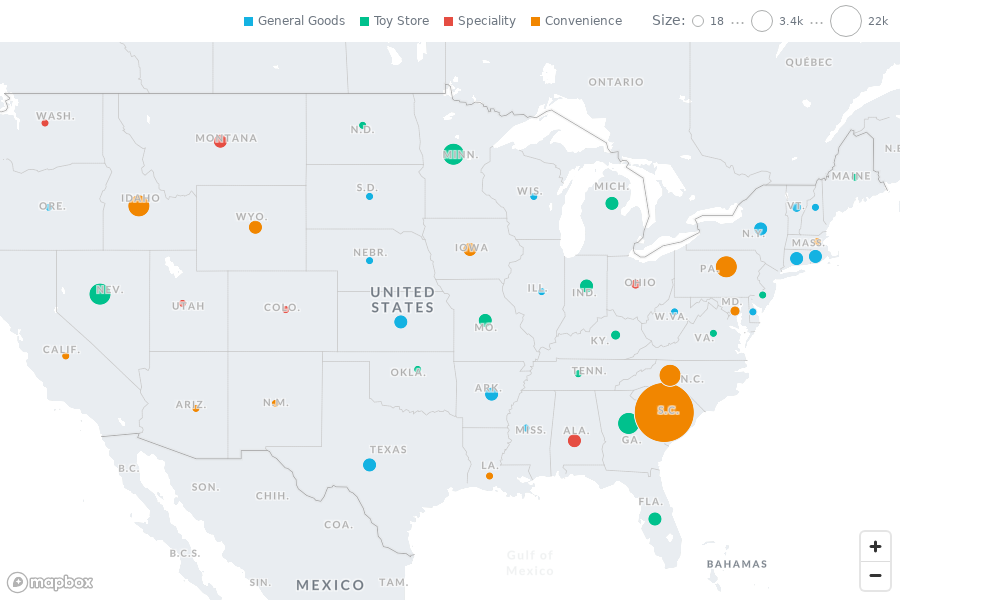 General Goods Toy Store Speciality Convenience Size: 18 ... 3.4k ... 22k
QUÉBEC
ONTARIO
WASH.
MONTANA
N.D.
MINN.
N.E
MAINE
ORE.
IDAHO
WYO.
S.D.
WIS.
MICH.
VT.
N.Y.
MASS.
NEBR.
IOWA
PA.
NEV.
UTAH
COLO.
UNITED
STATES
ILL.
IND.
OHIO
MD.
W.VA.
CALIF.
MO.
KY.
VA.
OKLA.
TENN.
N.C.
ARIZ.
N.M.
ARK.
S.C.
MISS.
ALA.
GA.
TEXAS
LA.
B.C.
SON.
CHIH.
FLA.
COA.
B.C.S.
Gulf of
Mexico
BAHAMAS
SIN.
MEXICO
TAM.
mapbox
+
−